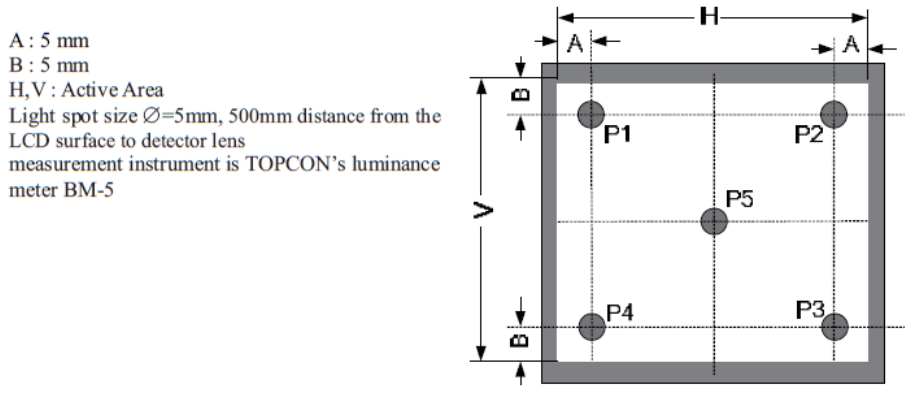 A : 5 mm
B : 5 mm
H,V : Active Area
Light spot size ∅=5mm, 500mm distance from the
LCD surface to detector lens
measurement instrument is TOPCON’s luminance
meter BM-5
H
A
A
B
P1
P2
V
P5
P4
P3
B